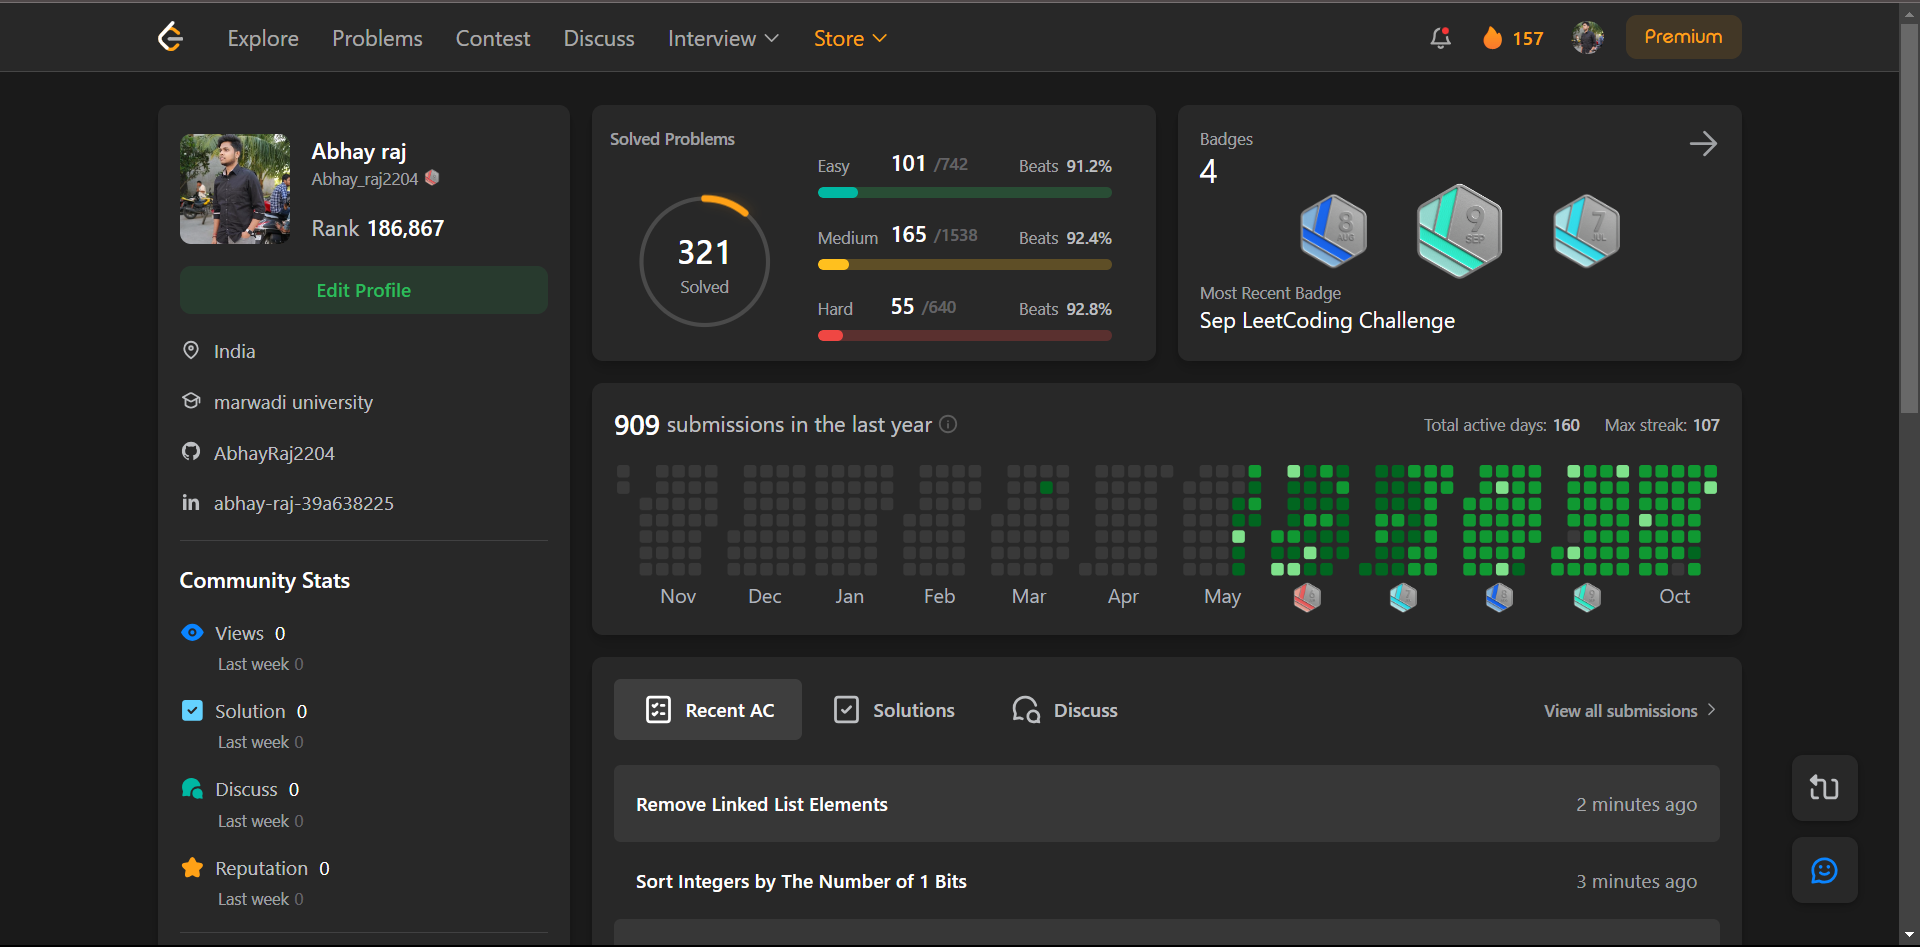 Explore Problems Contest Discuss Interview Store 157 Premium
Abhay raj
Abhay_raj2204
Rank 186,867
Edit Profile
India
marwadi university
AbhayRaj2204
in abhay-raj-39a638225
Community Stats
Views 0
Last week 0
Solution 0
Last week 0
Discuss 0
Last week 0
Reputation 0
Last week 0
Solved Problems
321
Solved
Easy 101 /742 Beats 91.2%
Medium 165 /1538 Beats 92.4%
Hard 55 /640 Beats 92.8%
Badges
4
8 AUG
9 SEP
7 JUL
Most Recent Badge
Sep LeetCoding Challenge
909 submissions in the last year Total active days: 160 Max streak: 107
Nov Dec Jan Feb Mar Apr May Oct
Recent AC Solutions Discuss View all submissions
Remove Linked List Elements 2 minutes ago
Sort Integers by The Number of 1 Bits 3 minutes ago